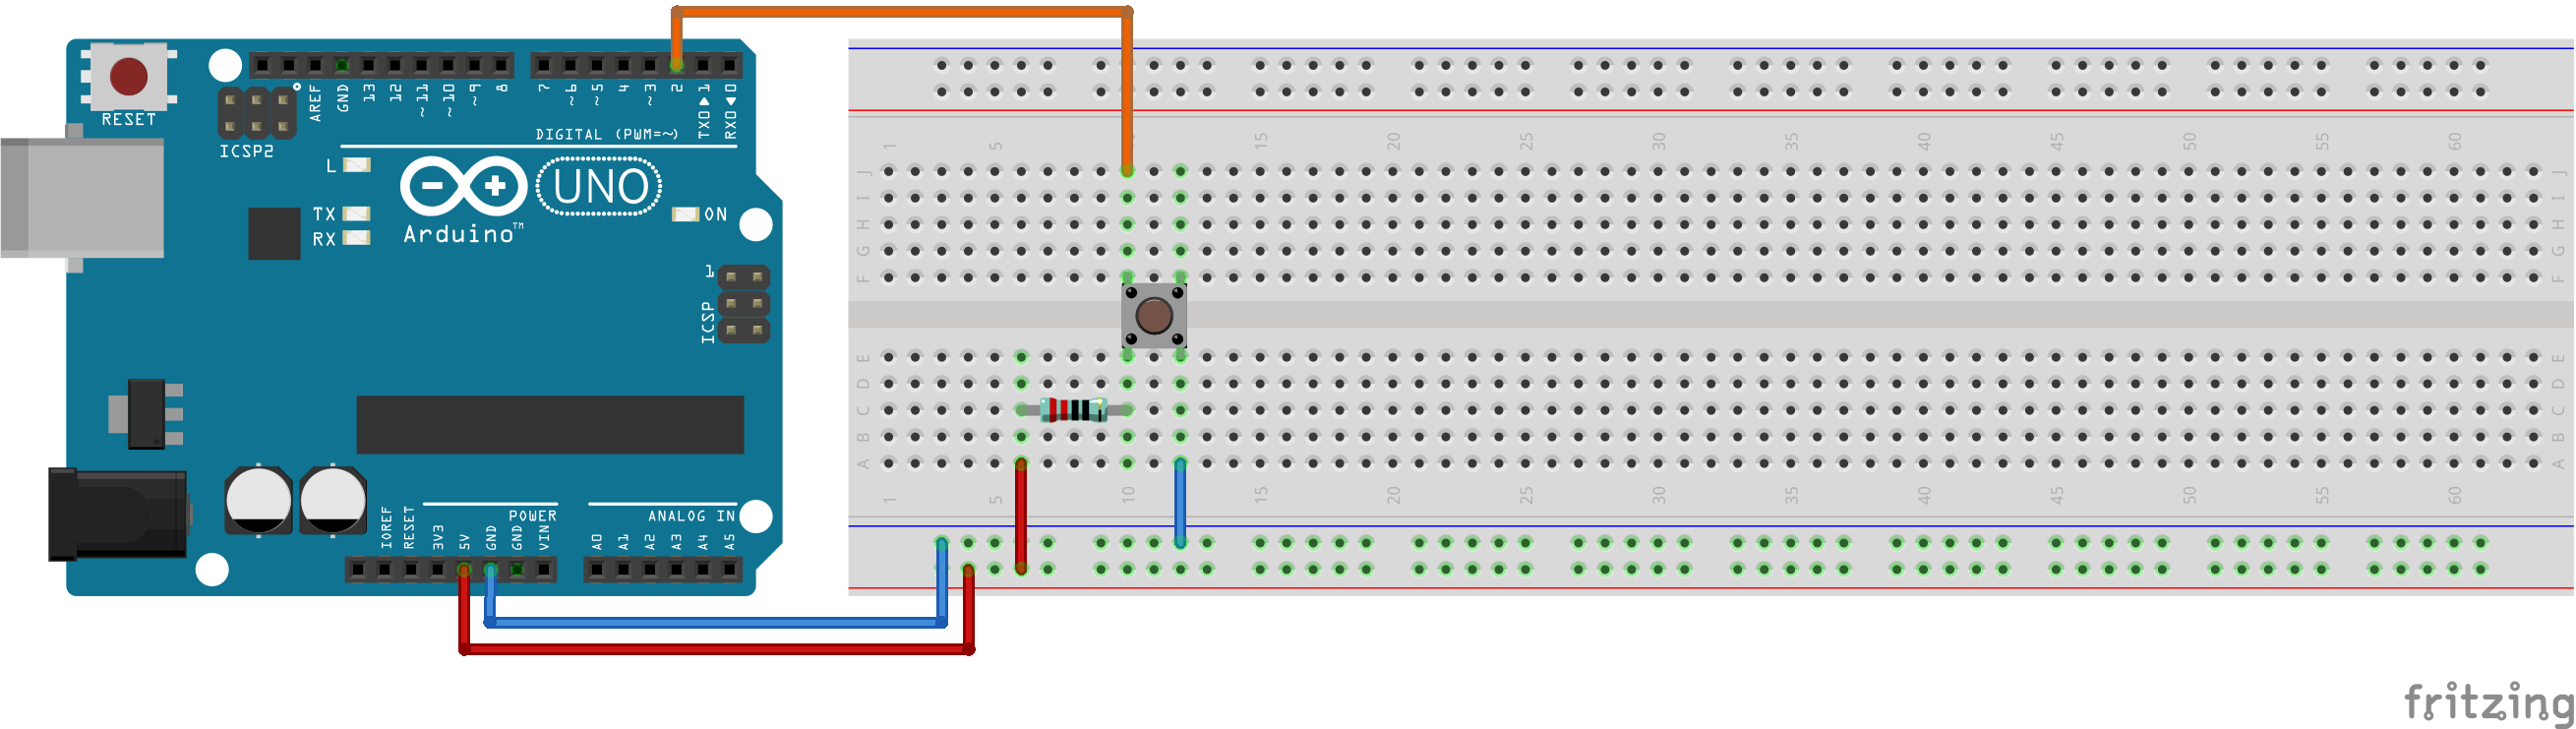 RESET
ICSP2
AREF
GND
13
12
~11
~10
~9
8
7
~6
~5
4
~3
2
TX0▶1
RX0◀0
DIGITAL (PWM=~)
L
TX
RX
UNO
Arduino™
ON
1
ICSP
POWER
ANALOG IN
IOREF
RESET
3V3
5V
GND
GND
VIN
A0
A1
A2
A3
A4
A5
1 5 15 20 25 30 35 40 45 50 55 60
J J
I I
H H
G G
F F
E E
D D
C C
B B
A A
1 5 10 15 20 25 30 35 40 45 50 55 60
fritzing